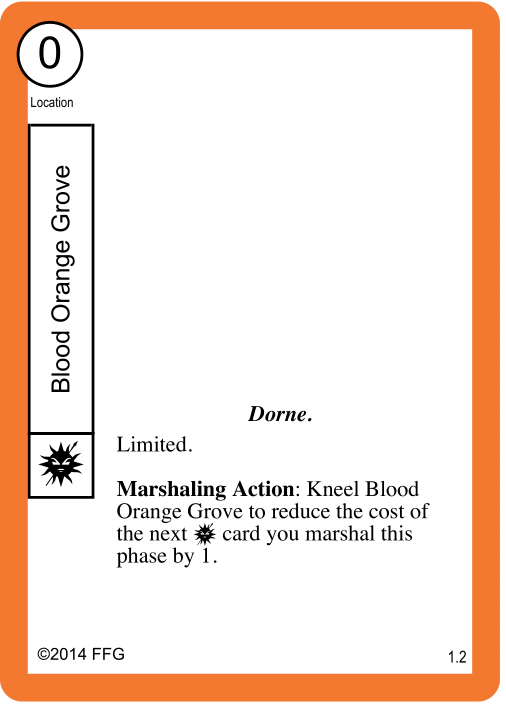 0
Location
Blood Orange Grove
Dorne.
Limited.
Marshaling Action: Kneel Blood
Orange Grove to reduce the cost of
the next card you marshal this
phase by 1.
©2014 FFG
1.2